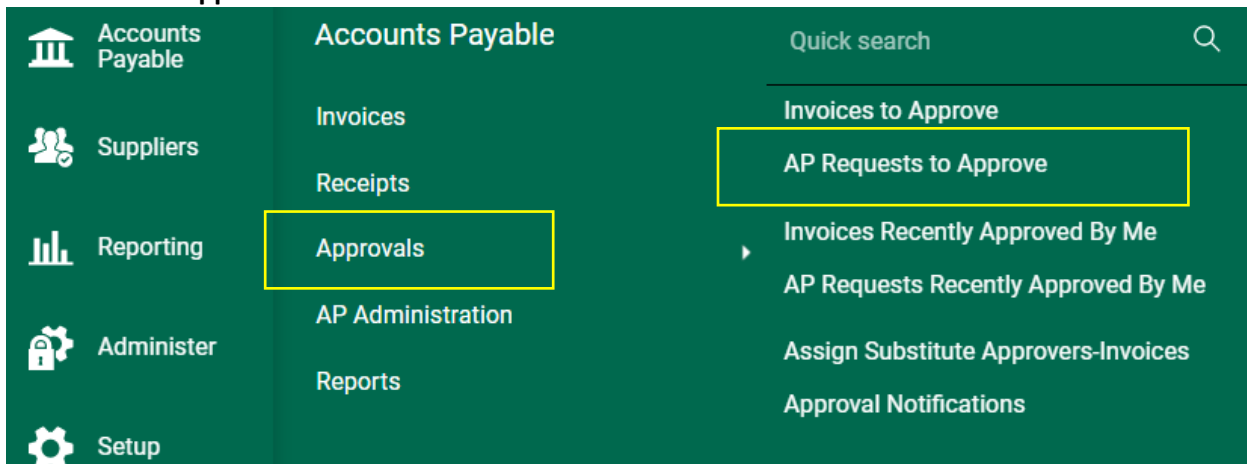 Accounts
Payable
Suppliers
Reporting
Administer
Setup
Accounts Payable
Invoices
Receipts
Approvals
AP Administration
Reports
Quick search
Invoices to Approve
AP Requests to Approve
Invoices Recently Approved By Me
AP Requests Recently Approved By Me
Assign Substitute Approvers-Invoices
Approval Notifications